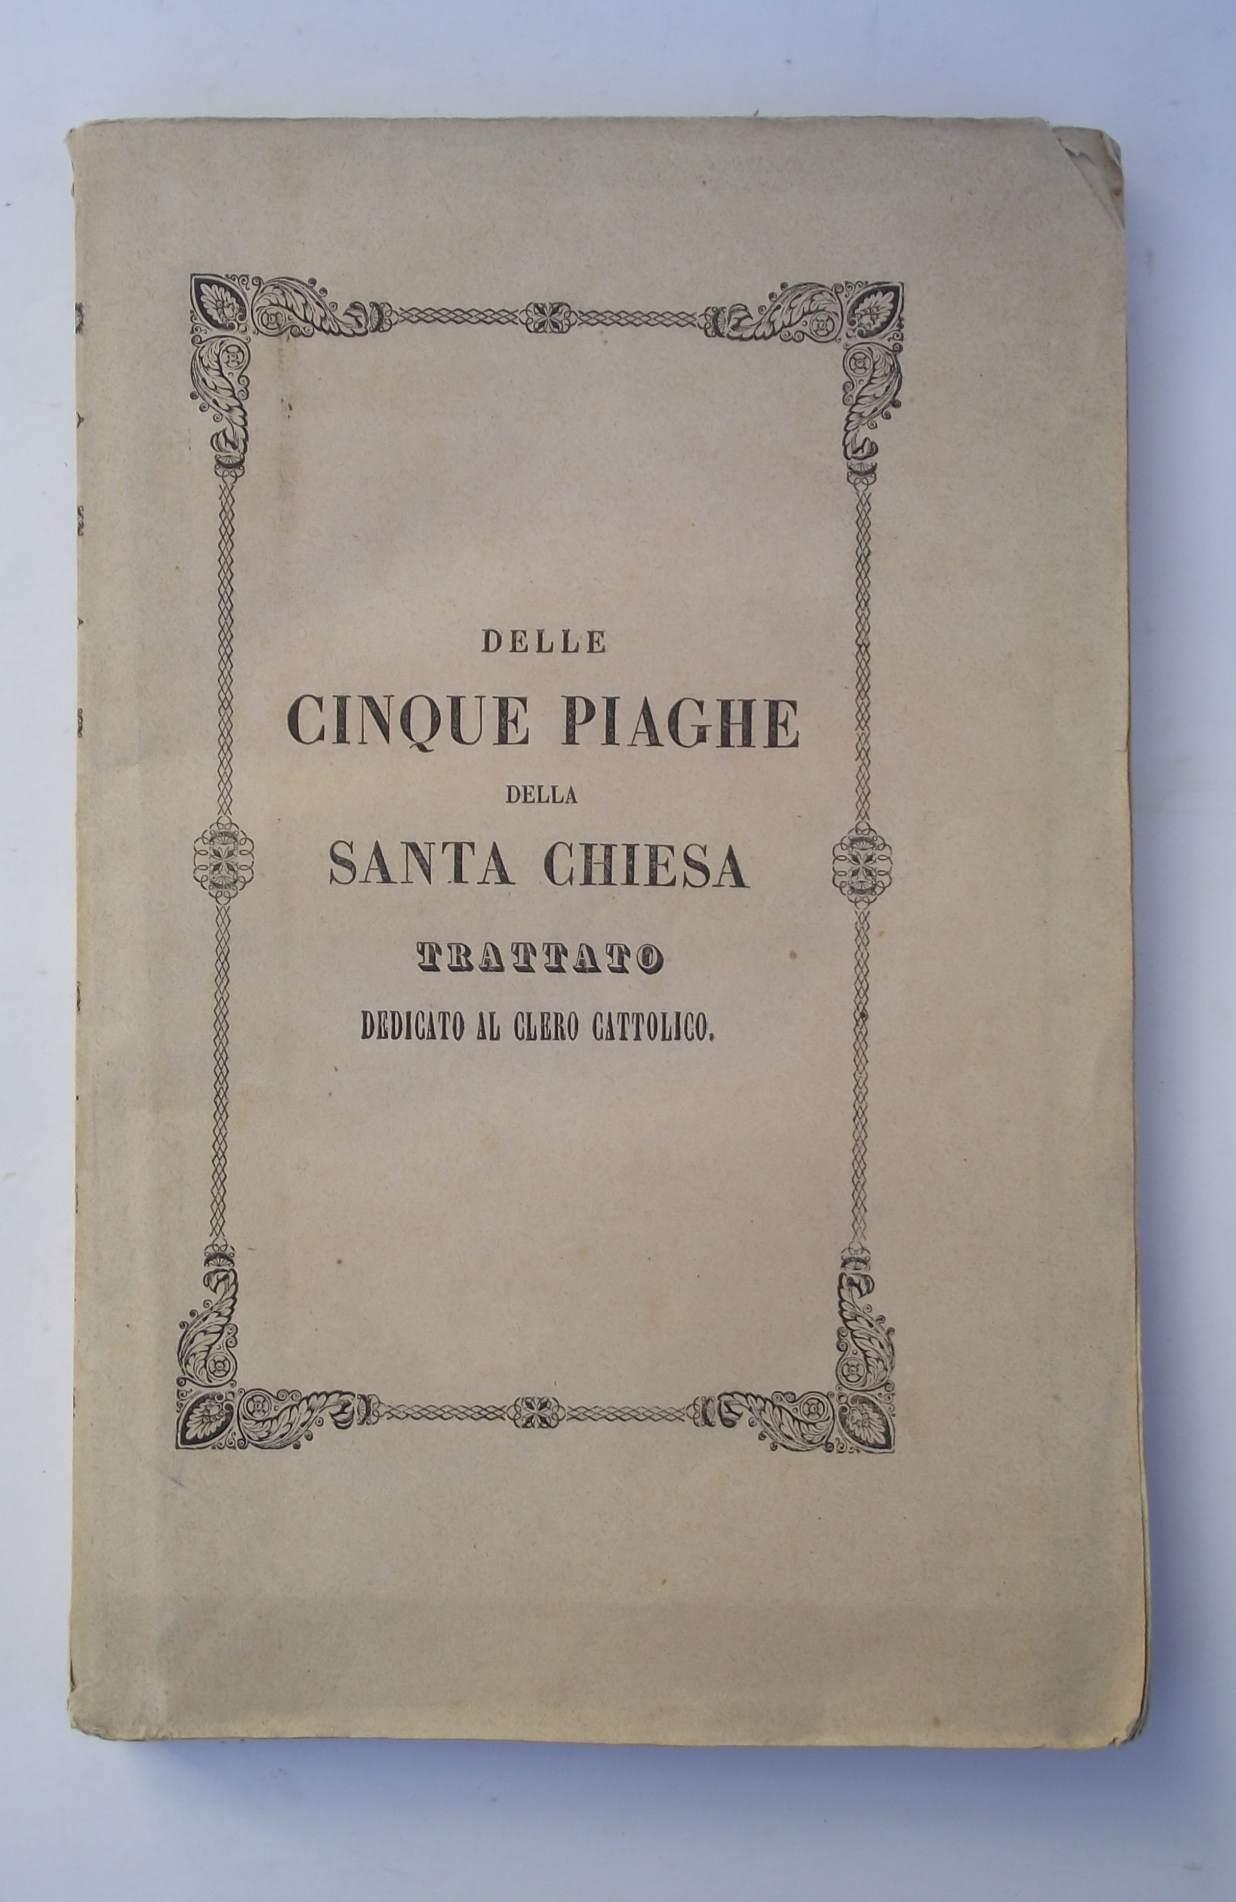 DELLE
CINQUE PIAGHE
DELLA
SANTA CHIESA
TRATTATO
DEDICATO AL CLERO CATTOLICO.